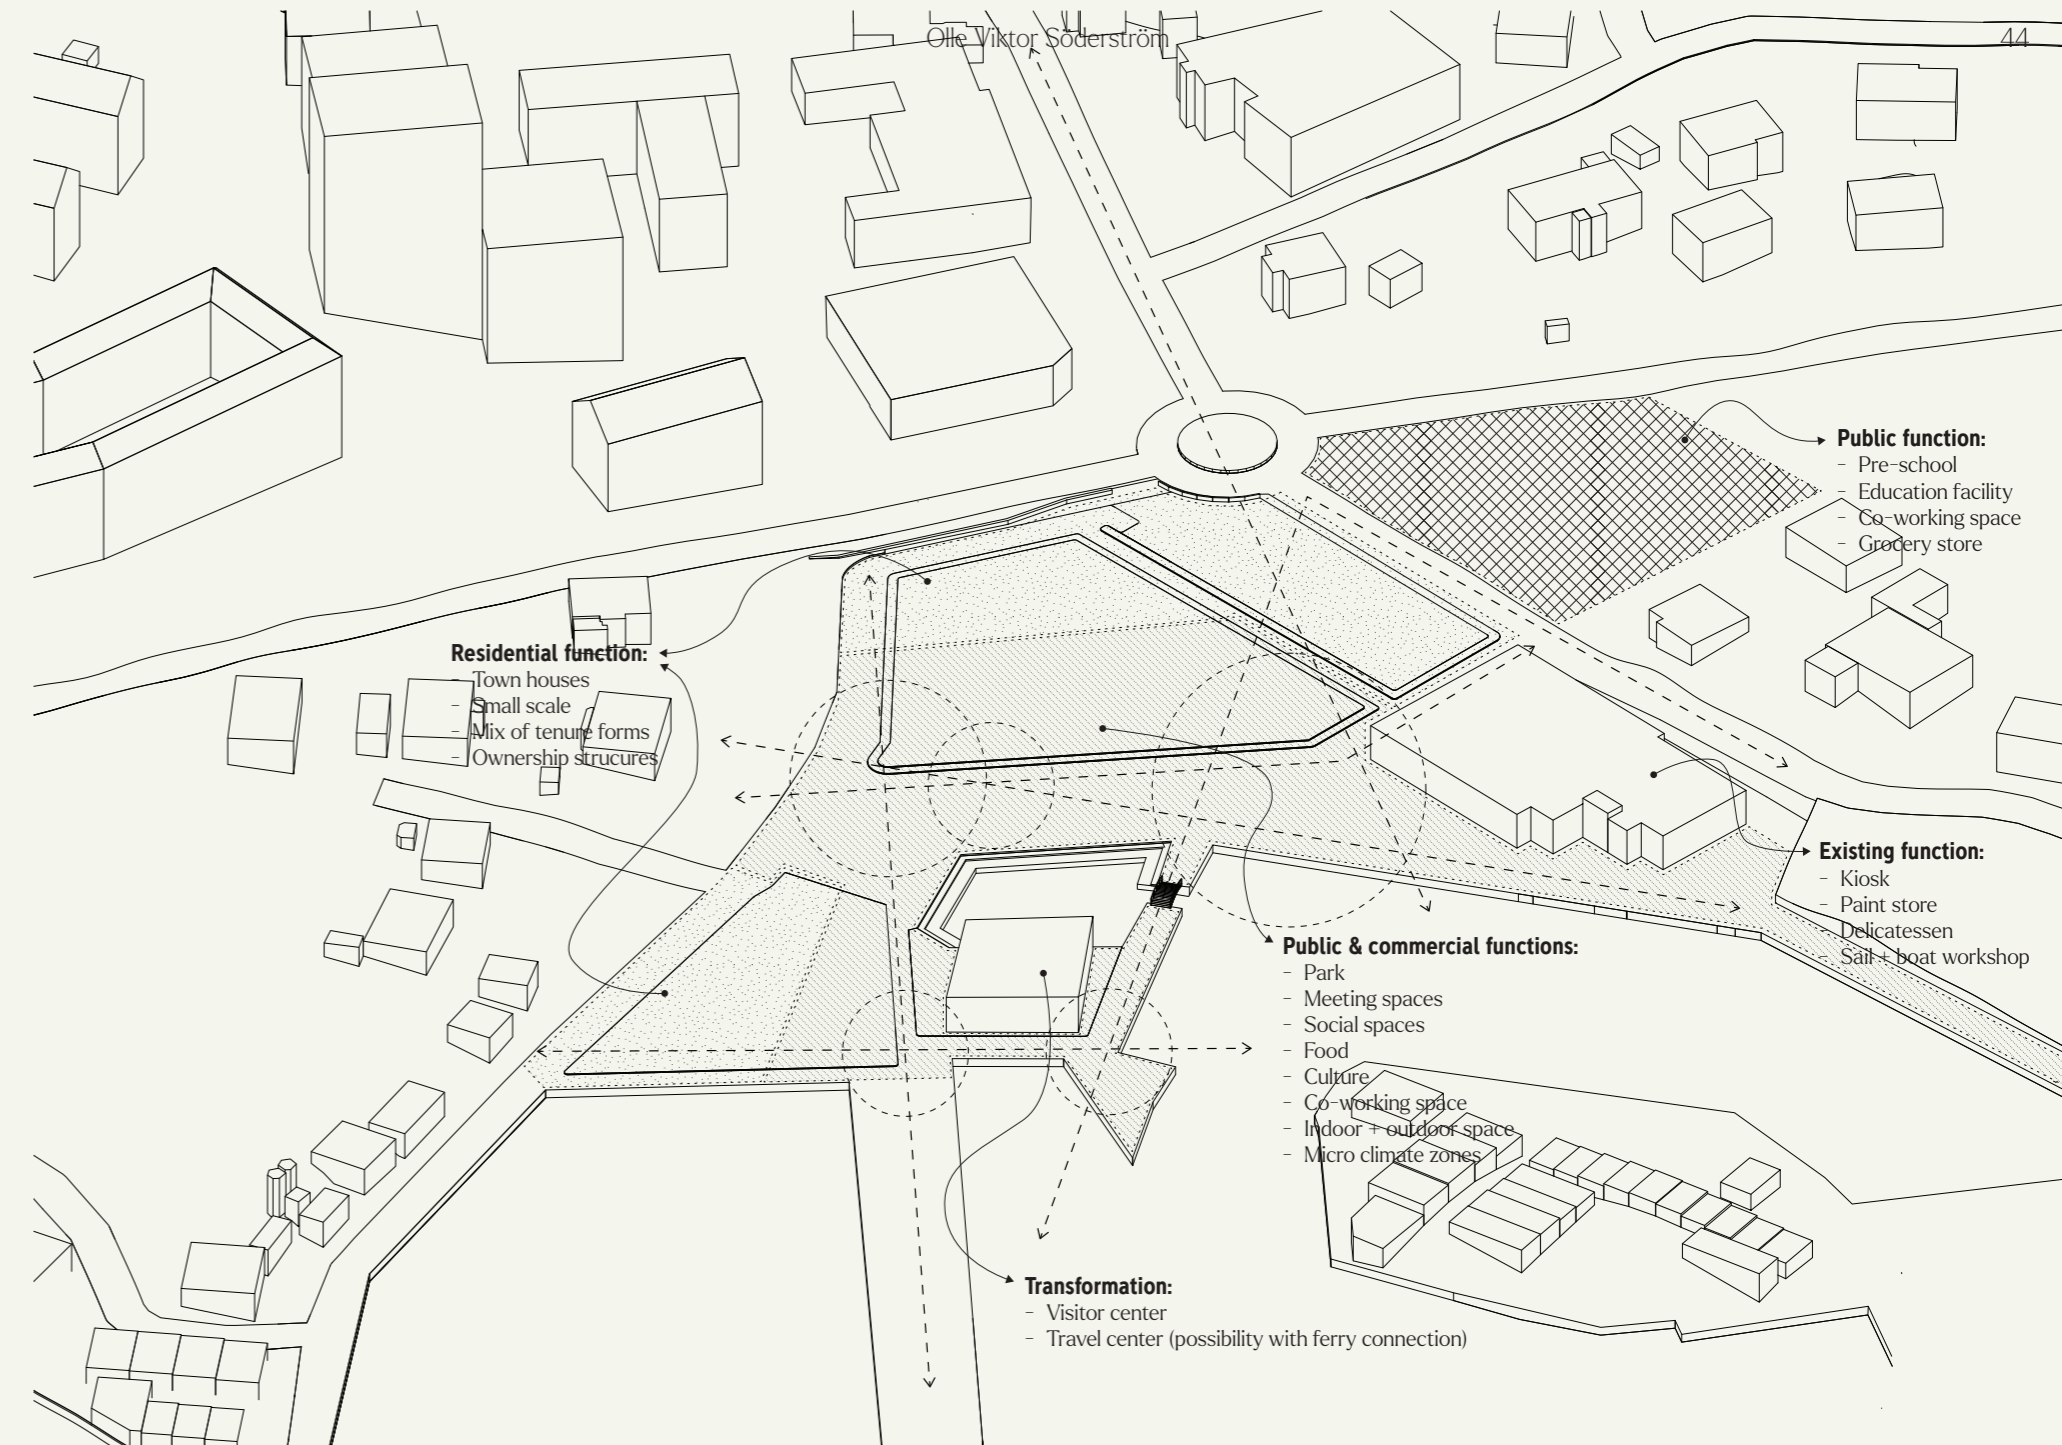 Olle Viktor Söderström
44
Public function:
- Pre-school
- Education facility
- Co-working space
- Grocery store
Residential function:
- Town houses
- Small scale
- Mix of tenure forms
- Ownership strucures
Existing function:
- Kiosk
- Paint store
- Delicatessen
- Sail + boat workshop
Public & commercial functions:
- Park
- Meeting spaces
- Social spaces
- Food
- Culture
- Co-working space
- Indoor + outdoor space
- Micro climate zones
Transformation:
- Visitor center
- Travel center (possibility with ferry connection)